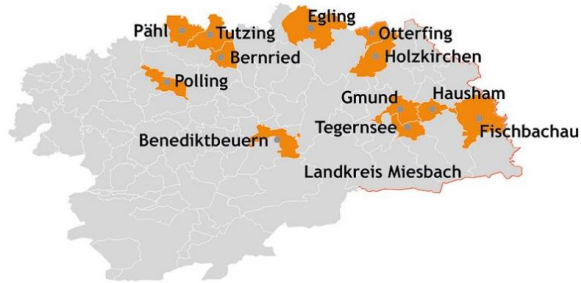 Pähl
Tutzing
Bernried
Polling
Egling
Otterfing
Holzkirchen
Gmund
Hausham
Tegernsee
Fischbachau
Benediktbeuern
Landkreis Miesbach